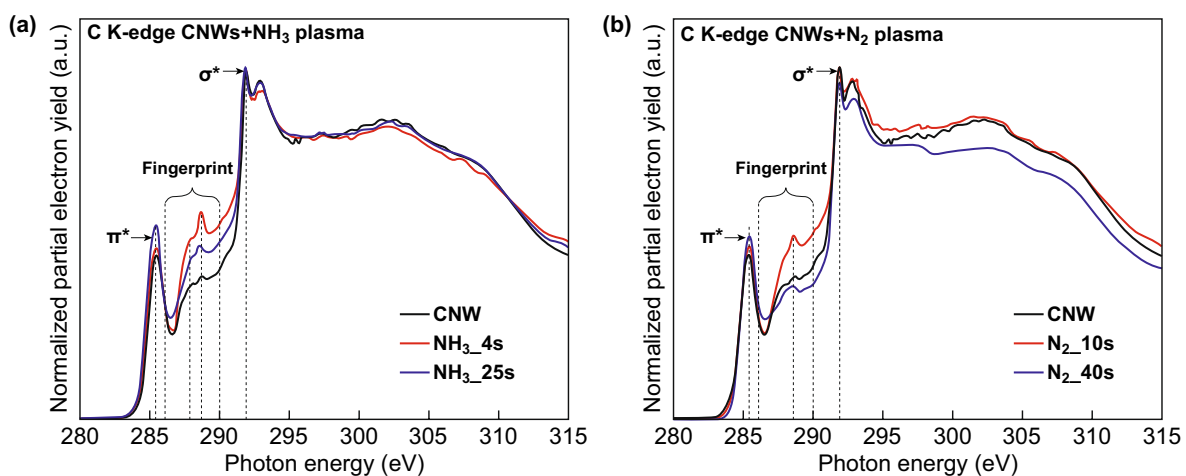 (a)
C K-edge CNWs+NH₃ plasma
Normalized partial electron yield (a.u.)
σ*
Fingerprint
π*
CNW
NH₃_4s
NH₃_25s
280 285 290 295 300 305 310 315
Photon energy (eV)
(b)
C K-edge CNWs+N₂ plasma
Normalized partial electron yield (a.u.)
σ*
Fingerprint
π*
CNW
N₂_10s
N₂_40s
280 285 290 295 300 305 310 315
Photon energy (eV)